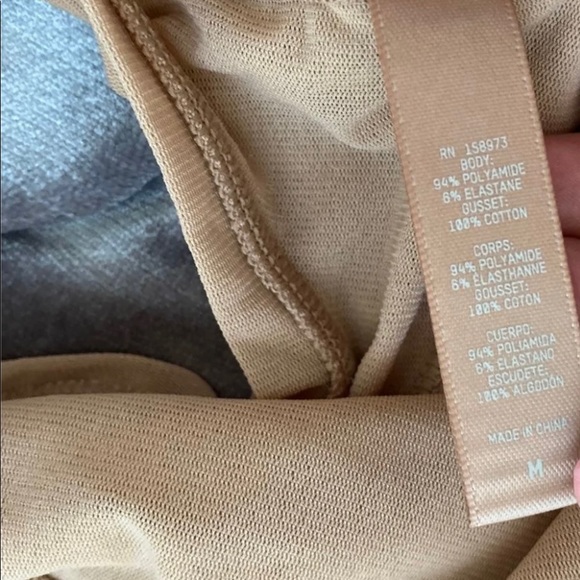 RN 158973
BODY:
94% POLYAMIDE
6% ELASTANE
GUSSET:
100% COTTON
CORPS:
94% POLYAMIDE
6% ELASTHANNE
GOUSSET:
100% COTON
CUERPO:
94% POLIAMIDA
6% ELASTANO
ESCUDETE:
100% ALGODÓN
MADE IN CHINA
M